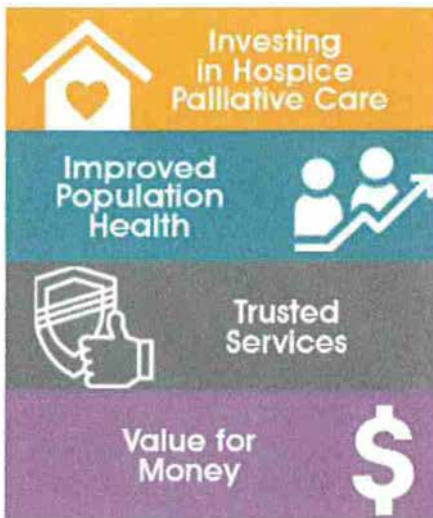 Investing
in Hospice
Palliative Care
Improved
Population
Health
Trusted
Services
Value for
Money
$